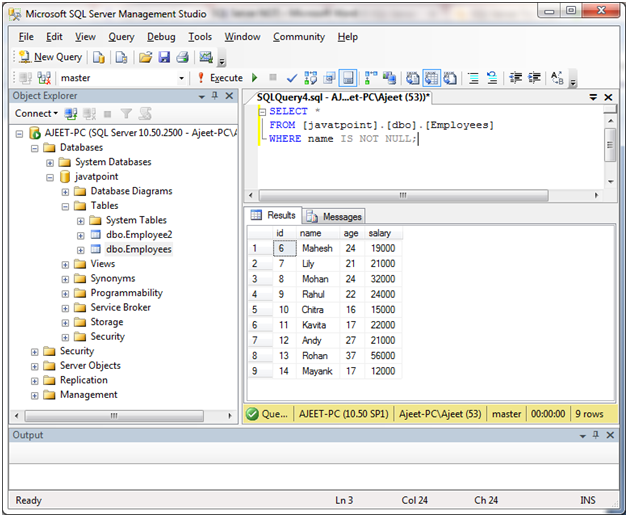 Microsoft SQL Server Management Studio
File Edit View Query Debug Tools Window Community Help
New Query
master Execute
Object Explorer
Connect
AJEET-PC (SQL Server 10.50.2500 - Ajeet-PC\A
Databases
System Databases
javatpoint
Database Diagrams
Tables
System Tables
dbo.Employee2
dbo.Employees
Views
Synonyms
Programmability
Service Broker
Storage
Security
Security
Server Objects
Replication
Management
SQLQuery4.sql - AJ...et-PC\Ajeet (53))*
SELECT *
FROM [javatpoint].[dbo].[Employees]
WHERE name IS NOT NULL;
Results Messages
id name age salary
1 6 Mahesh 24 19000
2 7 Lily 21 21000
3 8 Mohan 24 32000
4 9 Rahul 22 24000
5 10 Chitra 16 15000
6 11 Kavita 17 22000
7 12 Andy 27 21000
8 13 Rohan 37 56000
9 14 Mayank 17 12000
Que... AJEET-PC (10.50 SP1) Ajeet-PC\Ajeet (53) master 00:00:00 9 rows
Output
Ready Ln 3 Col 24 Ch 24 INS